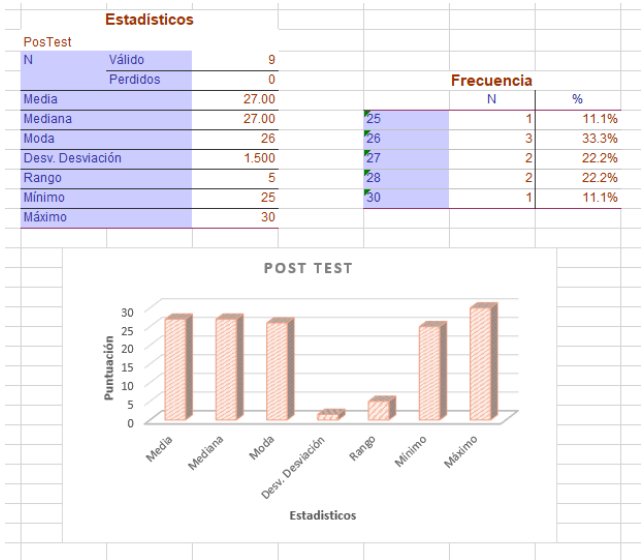 Estadísticos
PosTest
N Válido 9
Perdidos 0
Media 27.00
Mediana 27.00
Moda 26
Desv. Desviación 1.500
Rango 5
Mínimo 25
Máximo 30
Frecuencia
N %
25 1 11.1%
26 3 33.3%
27 2 22.2%
28 2 22.2%
30 1 11.1%
POST TEST
Puntuación
30
25
20
15
10
5
0
Media Mediana Moda Desv. Desviación Rango Mínimo Máximo
Estadisticos